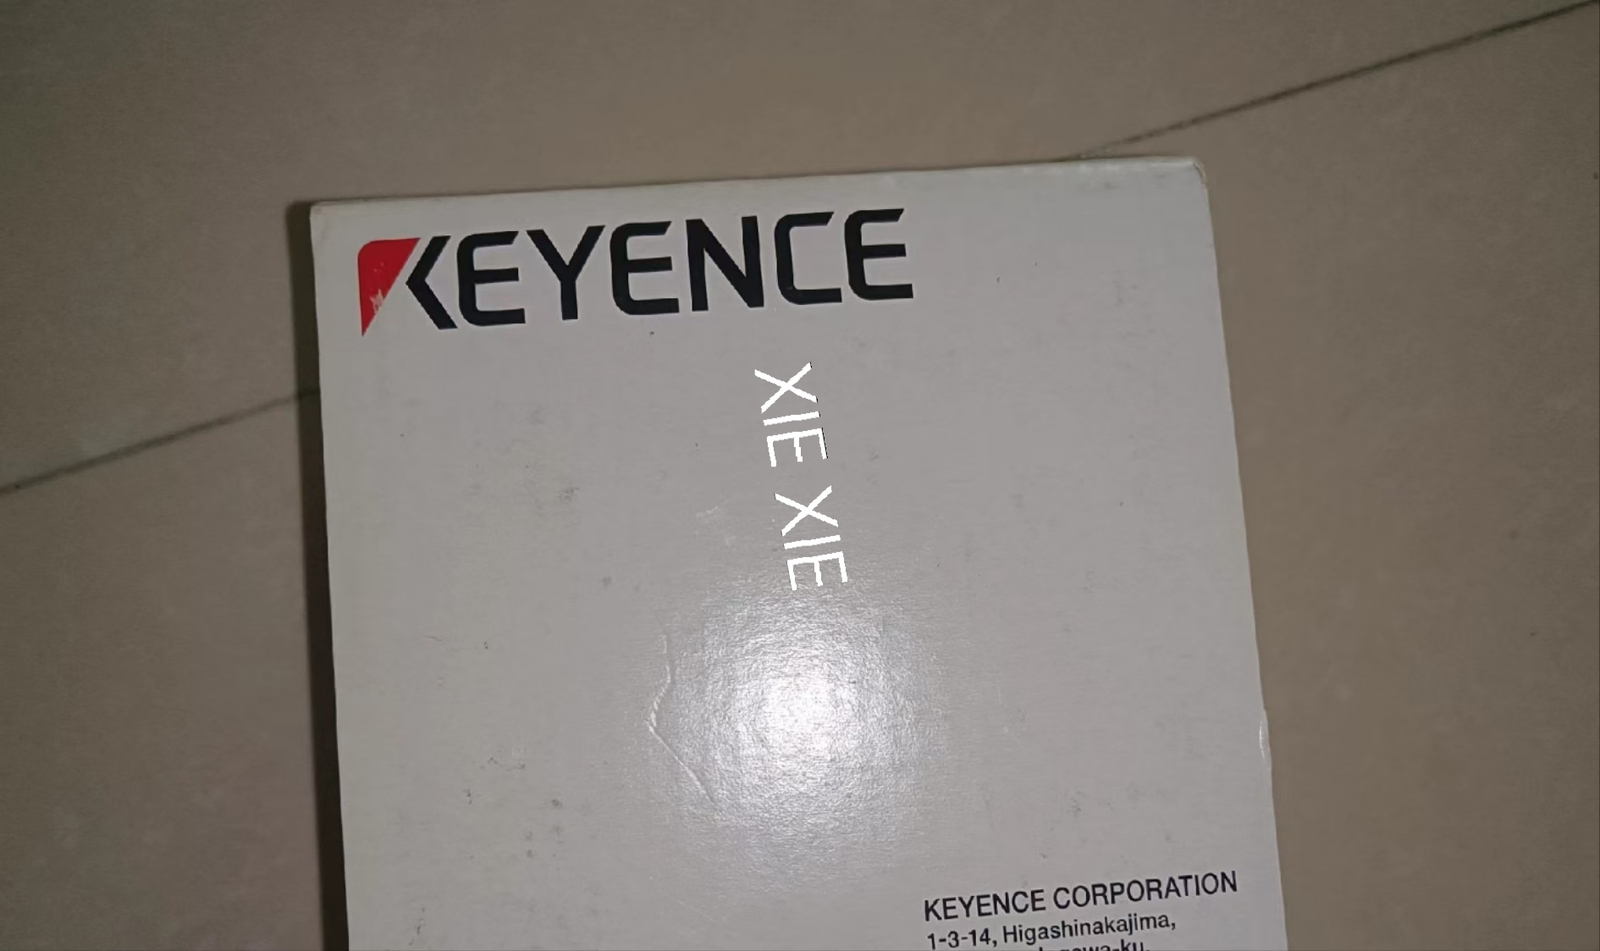 KEYENCE
XIE XIE
KEYENCE CORPORATION
1-3-14, Higashinakajima,